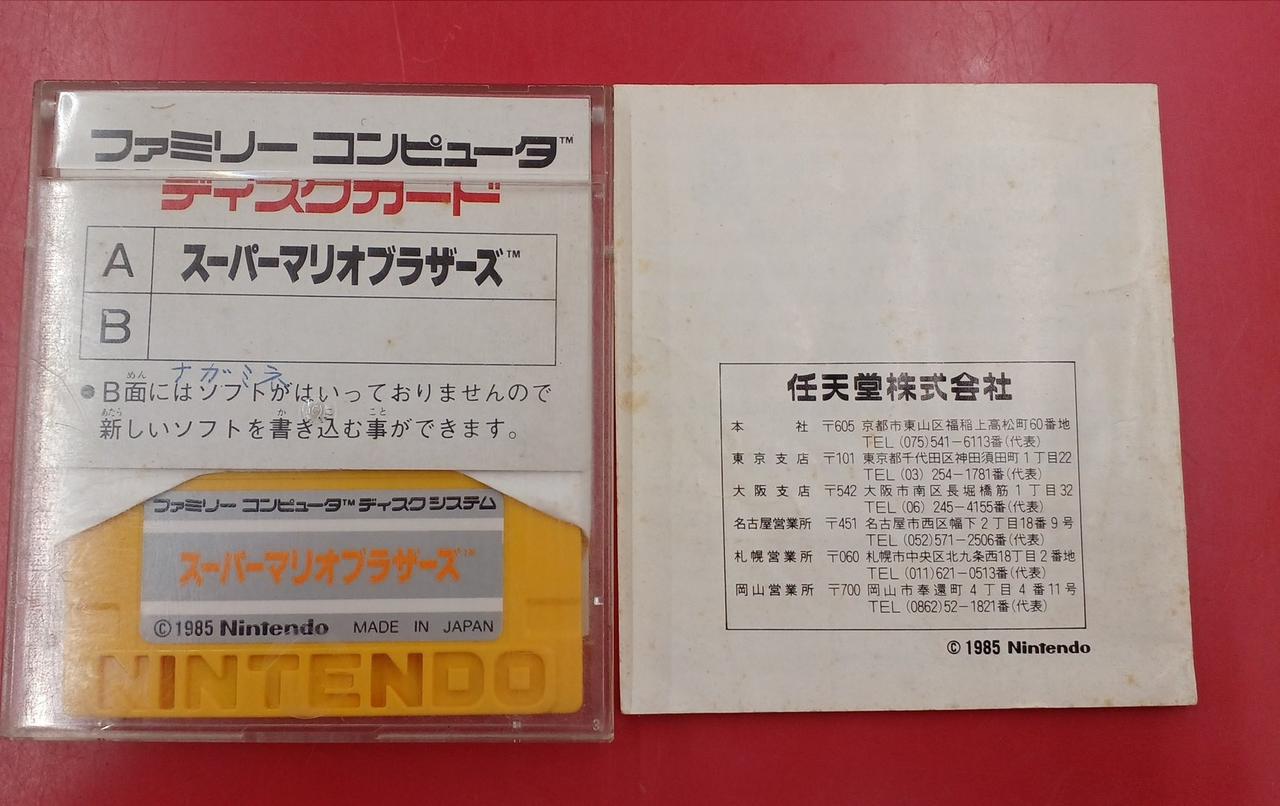 ファミリー コンピュータ™
ディスクカード
A スーパーマリオブラザーズ™
B
ナガミネ
●B面にはソフトがはいっておりませんので
新しいソフトを書き込む事ができます。
ファミリー コンピュータ™ ディスクシステム
スーパーマリオブラザーズ™
©1985 Nintendo MADE IN JAPAN
NINTENDO
3
任天堂株式会社
本社 〒605 京都市東山区福稲上高松町60番地
TEL (075)541-6113番(代表)
東京支店 〒101 東京都千代田区神田須田町1丁目22
TEL (03) 254-1781番(代表)
大阪支店 〒542 大阪市南区長堀橋筋1丁目32
TEL (06) 245-4155番(代表)
名古屋営業所 〒451 名古屋市西区幅下2丁目18番9号
TEL (052)571-2506番(代表)
札幌営業所 〒060 札幌市中央区北九条西18丁目2番地
TEL (011)621-0513番(代表)
岡山営業所 〒700 岡山市奉還町4丁目4番11号
TEL (0862)52-1821番(代表)
© 1985 Nintendo